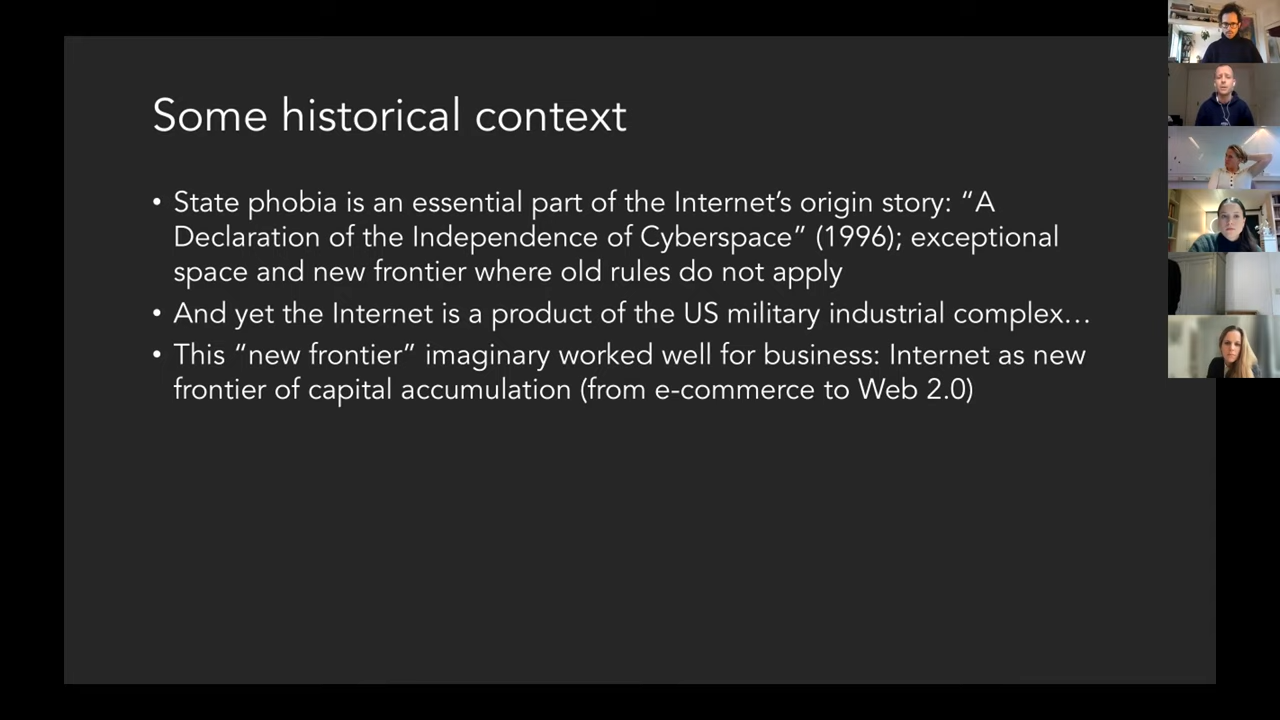 Some historical context
• State phobia is an essential part of the Internet’s origin story: “A
Declaration of the Independence of Cyberspace” (1996); exceptional
space and new frontier where old rules do not apply
• And yet the Internet is a product of the US military industrial complex…
• This “new frontier” imaginary worked well for business: Internet as new
frontier of capital accumulation (from e-commerce to Web 2.0)